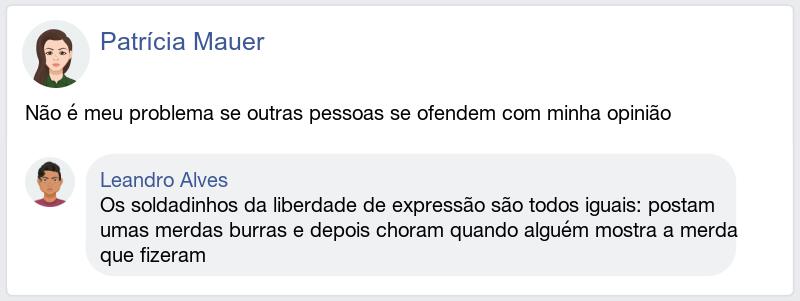 Patrícia Mauer
Não é meu problema se outras pessoas se ofendem com minha opinião
Leandro Alves
Os soldadinhos da liberdade de expressão são todos iguais: postam
umas merdas burras e depois choram quando alguém mostra a merda
que fizeram